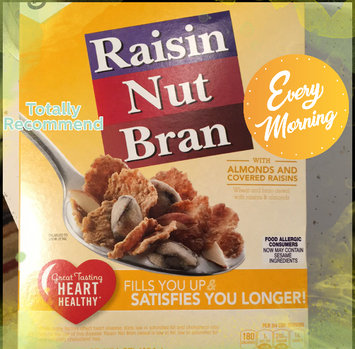 Raisin
Nut
Bran
Totally
Recommend
Every
Morning
WITH
ALMONDS AND
COVERED RAISINS
FOOD ALLERGIC
CONSUMERS
NOW MAY CONTAIN
SESAME
INGREDIENTS
Great Tasting
HEART
HEALTHY
FILLS YOU UP &
SATISFIES YOU LONGER!
180